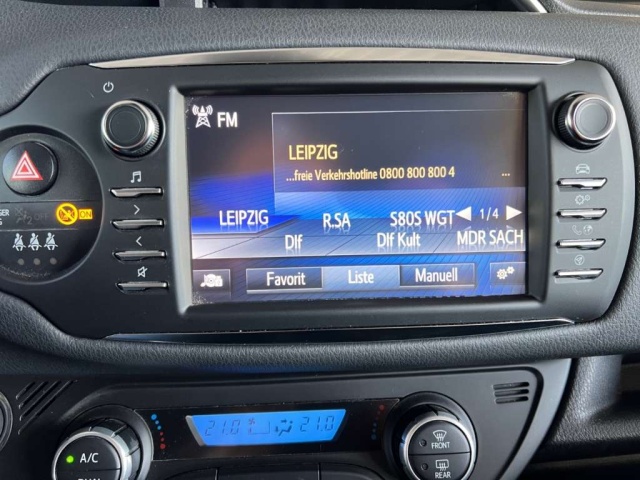 FM
LEIPZIG
...freie Verkehrshotline 0800 800 800 4 ...
LEIPZIG R.SA S80S WGT 1/4
Dlf Dlf Kult MDR SACH
Favorit Liste Manuell
ON
21.0 21.0
A/C
FRONT
REAR